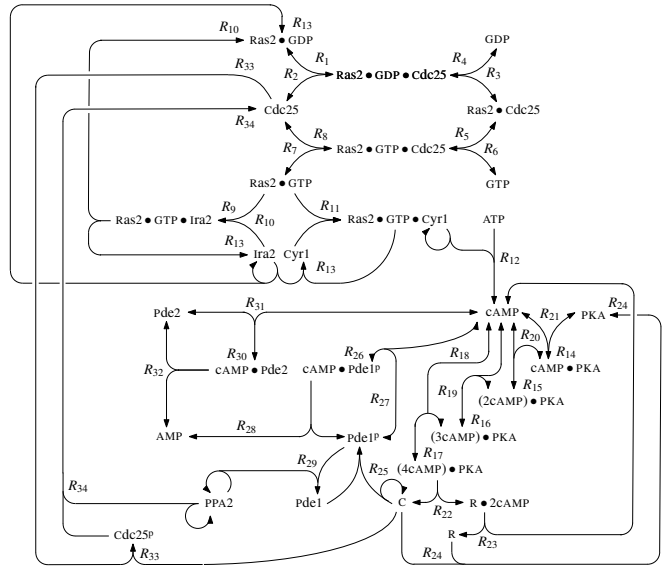 R10 R13
Ras2 • GDP GDP
R33 R1 R4
R2 Ras2 • GDP • Cdc25 R3
R34 Cdc25 Ras2 • Cdc25
R8 R5
R7 Ras2 • GTP • Cdc25 R6
Ras2 • GTP GTP
R9 R11
Ras2 • GTP • Ira2 R10 Ras2 • GTP • Cyr1 ATP
R13 Ira2 Cyr1 R13 R12
Pde2 R31 cAMP R21 PKA R24
R20
R26 R18 R14
R32 R30 cAMP • Pde2 cAMP • Pde1p cAMP • PKA
R19 R15
R27 (2cAMP) • PKA
R16
AMP R28 Pde1p (3cAMP) • PKA
R17
R29 R25 (4cAMP) • PKA
R34 PPA2 Pde1 C R22 R • 2cAMP
Cdc25p R R23
R33 R24